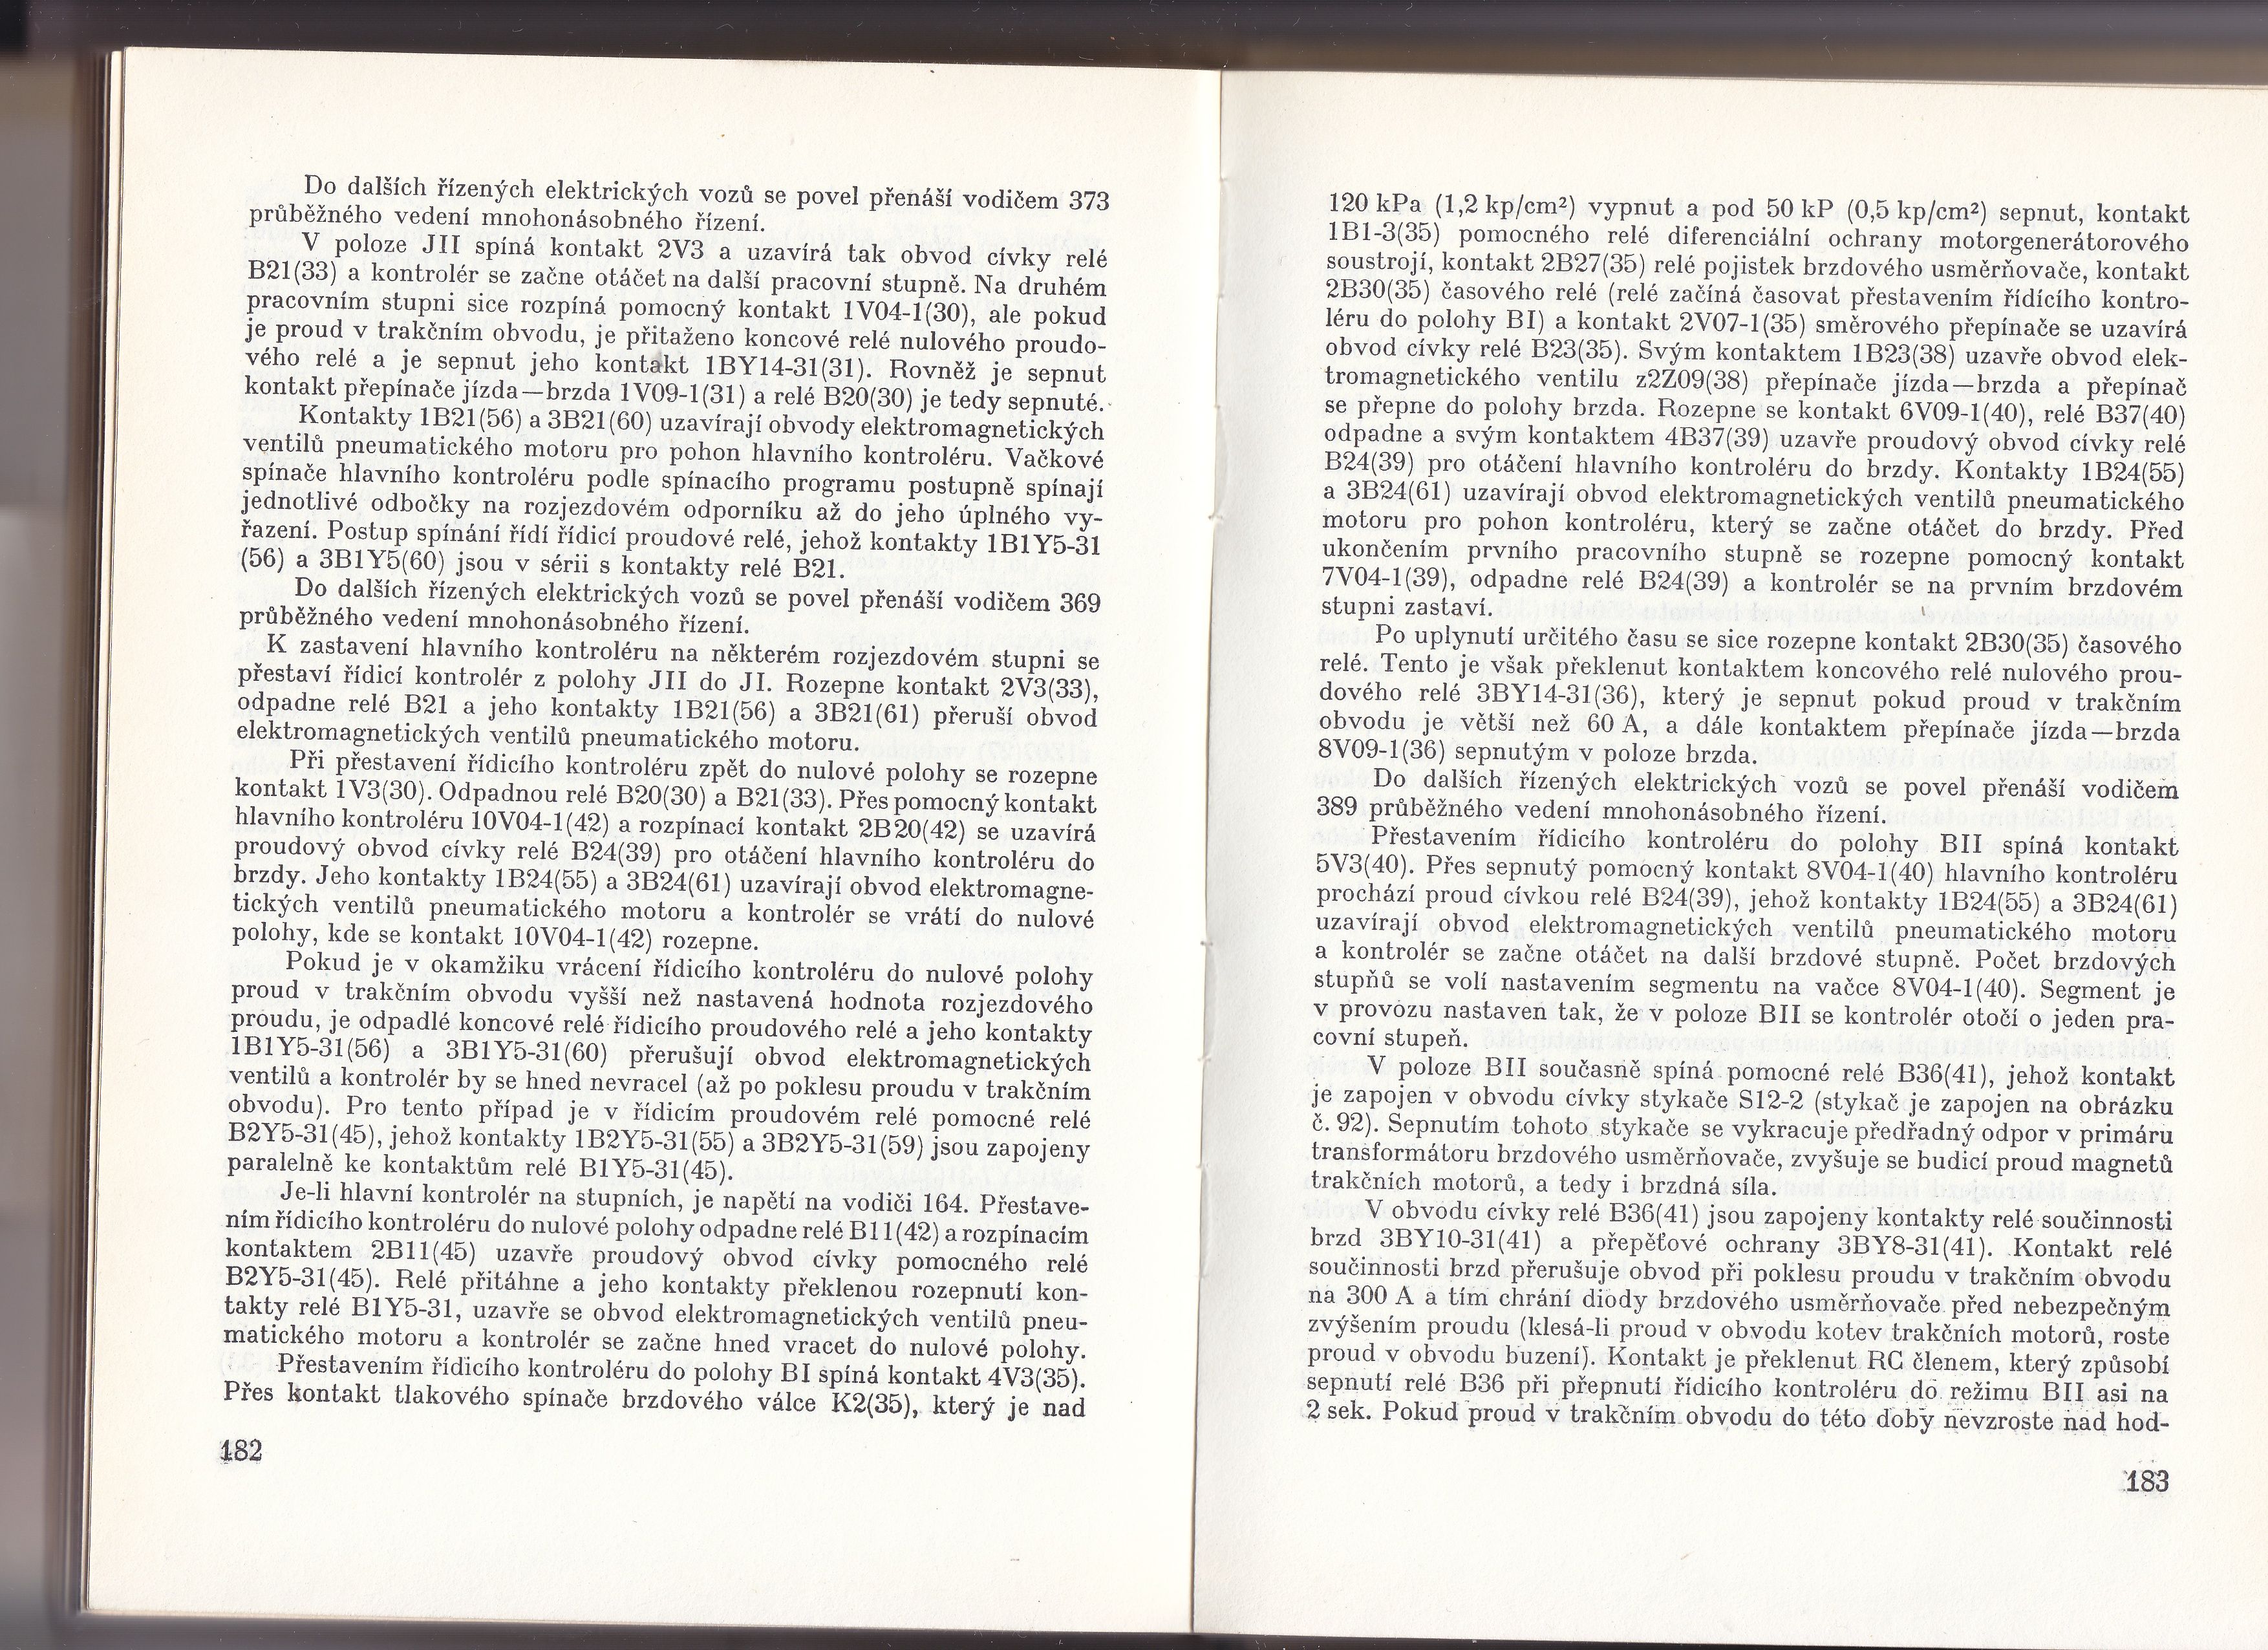 Do dalších řízených elektrických vozů se povel přenáší vodičem 373
průběžného vedení mnohonásobného řízení.
V poloze JII spíná kontakt 2V3 a uzavírá tak obvod cívky relé
B21(33) a kontrolér se začne otáčet na další pracovní stupně. Na druhém
pracovním stupni sice rozpíná pomocný kontakt 1V04-1(30), ale pokud
je proud v trakčním obvodu, je přitaženo koncové relé nulového proudo-
vého relé a je sepnut jeho kontakt 1BY14-31(31). Rovněž je sepnut
kontakt přepínače jízda—brzda 1V09-1(31) a relé B20(30) je tedy sepnuté.
Kontakty 1B21(56) a 3B21(60) uzavírají obvody elektromagnetických
ventilů pneumatického motoru pro pohon hlavního kontroléru. Vačkové
spínače hlavního kontroléru podle spínacího programu postupně spínají
jednotlivé odbočky na rozjezdovém odporníku až do jeho úplného vy-
řazení. Postup spínání řídí řídicí proudové relé, jehož kontakty 1B1Y5-31
(56) a 3B1Y5(60) jsou v sérii s kontakty relé B21.
Do dalších řízených elektrických vozů se povel přenáší vodičem 369
průběžného vedení mnohonásobného řízení.
K zastavení hlavního kontroléru na některém rozjezdovém stupni se
přestaví řídicí kontrolér z polohy JII do JI. Rozepne kontakt 2V3(33),
odpadne relé B21 a jeho kontakty 1B21(56) a 3B21(61) přeruší obvod
elektromagnetických ventilů pneumatického motoru.
Při přestavení řídicího kontroléru zpět do nulové polohy se rozepne
kontakt 1V3(30). Odpadnou relé B20(30) a B21(33). Přes pomocný kontakt
hlavního kontroléru 10V04-1(42) a rozpínací kontakt 2B20(42) se uzavírá
proudový obvod cívky relé B24(39) pro otáčení hlavního kontroléru do
brzdy. Jeho kontakty 1B24(55) a 3B24(61) uzavírají obvod elektromagne-
tických ventilů pneumatického motoru a kontrolér se vrátí do nulové
polohy, kde se kontakt 10V04-1(42) rozepne.
Pokud je v okamžiku vrácení řídicího kontroléru do nulové polohy
proud v trakčním obvodu vyšší než nastavená hodnota rozjezdového
proudu, je odpadlé koncové relé řídicího proudového relé a jeho kontakty
1B1Y5-31(56) a 3B1Y5-31(60) přerušují obvod elektromagnetických
ventilů a kontrolér by se hned nevracel (až po poklesu proudu v trakčním
obvodu). Pro tento případ je v řídicím proudovém relé pomocné relé
B2Y5-31(45), jehož kontakty 1B2Y5-31(55) a 3B2Y5-31(59) jsou zapojeny
paralelně ke kontaktům relé B1Y5-31(45).
Je-li hlavní kontrolér na stupních, je napětí na vodiči 164. Přestave-
ním řídicího kontroléru do nulové polohy odpadne relé B11(42) a rozpínacím
kontaktem 2B11(45) uzavře proudový obvod cívky pomocného relé
B2Y5-31(45). Relé přitáhne a jeho kontakty překlenou rozepnutí kon-
takty relé B1Y5-31, uzavře se obvod elektromagnetických ventilů pneu-
matického motoru a kontrolér se začne hned vracet do nulové polohy.
Přestavením řídicího kontroléru do polohy BI spíná kontakt 4V3(35).
Přes kontakt tlakového spínače brzdového válce K2(35), který je nad
182
120 kPa (1,2 kp/cm²) vypnut a pod 50 kP (0,5 kp/cm²) sepnut, kontakt
1B1-3(35) pomocného relé diferenciální ochrany motorgenerátorového
soustrojí, kontakt 2B27(35) relé pojistek brzdového usměrňovače, kontakt
2B30(35) časového relé (relé začíná časovat přestavením řídícího kontro-
léru do polohy BI) a kontakt 2V07-1(35) směrového přepínače se uzavírá
obvod cívky relé B23(35). Svým kontaktem 1B23(38) uzavře obvod elek-
tromagnetického ventilu z2Z09(38) přepínače jízda—brzda a přepínač
se přepne do polohy brzda. Rozepne se kontakt 6V09-1(40), relé B37(40)
odpadne a svým kontaktem 4B37(39) uzavře proudový obvod cívky relé
B24(39) pro otáčení hlavního kontroléru do brzdy. Kontakty 1B24(55)
a 3B24(61) uzavírají obvod elektromagnetických ventilů pneumatického
motoru pro pohon kontroléru, který se začne otáčet do brzdy. Před
ukončením prvního pracovního stupně se rozepne pomocný kontakt
7V04-1(39), odpadne relé B24(39) a kontrolér se na prvním brzdovém
stupni zastaví.
Po uplynutí určitého času se sice rozepne kontakt 2B30(35) časového
relé. Tento je však překlenut kontaktem koncového relé nulového prou-
dového relé 3BY14-31(36), který je sepnut pokud proud v trakčním
obvodu je větší než 60 A, a dále kontaktem přepínače jízda—brzda
8V09-1(36) sepnutým v poloze brzda.
Do dalších řízených elektrických vozů se povel přenáší vodičem
389 průběžného vedení mnohonásobného řízení.
Přestavením řídicího kontroléru do polohy BII spíná kontakt
5V3(40). Přes sepnutý pomocný kontakt 8V04-1(40) hlavního kontroléru
prochází proud cívkou relé B24(39), jehož kontakty 1B24(55) a 3B24(61)
uzavírají obvod elektromagnetických ventilů pneumatického motoru
a kontrolér se začne otáčet na další brzdové stupně. Počet brzdových
stupňů se volí nastavením segmentu na vačce 8V04-1(40). Segment je
v provozu nastaven tak, že v poloze BII se kontrolér otočí o jeden pra-
covní stupeň.
V poloze BII současně spíná pomocné relé B36(41), jehož kontakt
je zapojen v obvodu cívky stykače S12-2 (stykač je zapojen na obrázku
č. 92). Sepnutím tohoto stykače se vykracuje předřadný odpor v primáru
transformátoru brzdového usměrňovače, zvyšuje se budicí proud magnetů
trakčních motorů, a tedy i brzdná síla.
V obvodu cívky relé B36(41) jsou zapojeny kontakty relé součinnosti
brzd 3BY10-31(41) a přepěťové ochrany 3BY8-31(41). Kontakt relé
součinnosti brzd přerušuje obvod při poklesu proudu v trakčním obvodu
na 300 A a tím chrání diody brzdového usměrňovače před nebezpečným
zvýšením proudu (klesá-li proud v obvodu kotev trakčních motorů, roste
proud v obvodu buzení). Kontakt je překlenut RC členem, který způsobí
sepnutí relé B36 při přepnutí řídicího kontroléru do režimu BII asi na
2 sek. Pokud proud v trakčním obvodu do této doby nevzroste nad hod-
183